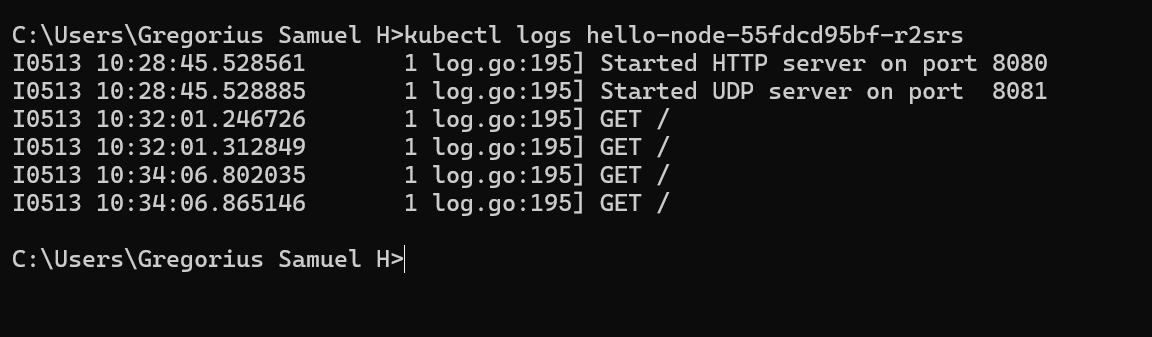 C:\Users\Gregorius Samuel H>kubectl logs hello-node-55fdcd95bf-r2srs
I0513 10:28:45.528561       1 log.go:195] Started HTTP server on port 8080
I0513 10:28:45.528885       1 log.go:195] Started UDP server on port  8081
I0513 10:32:01.246726       1 log.go:195] GET /
I0513 10:32:01.312849       1 log.go:195] GET /
I0513 10:34:06.802035       1 log.go:195] GET /
I0513 10:34:06.865146       1 log.go:195] GET /
C:\Users\Gregorius Samuel H>